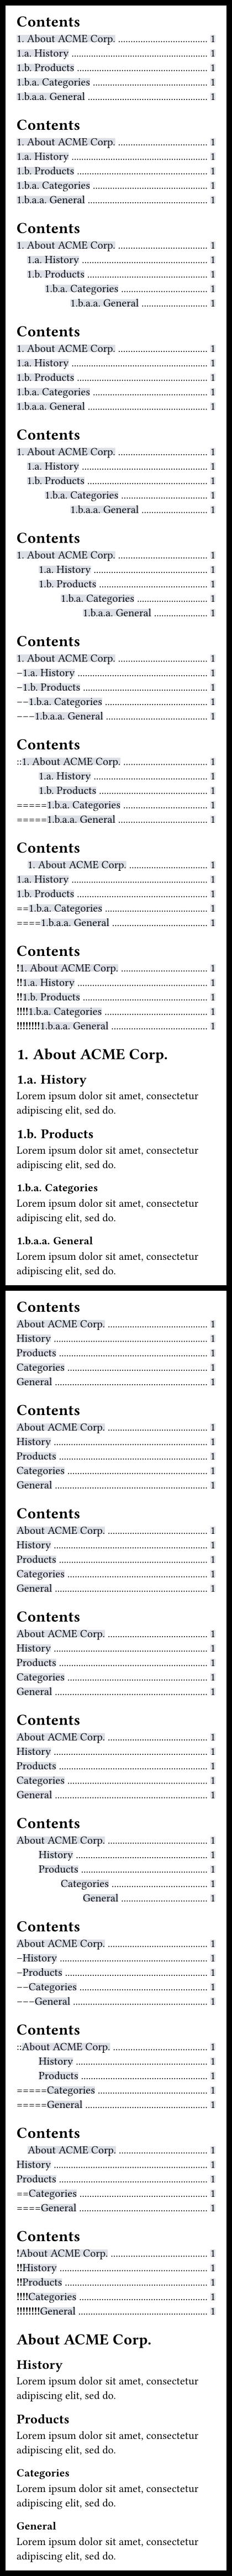 Contents
1. About ACME Corp. ........................................ 1
1.a. History ........................................ 1
1.b. Products ........................................ 1
1.b.a. Categories ........................................ 1
1.b.a.a. General ........................................ 1
Contents
1. About ACME Corp. ........................................ 1
1.a. History ........................................ 1
1.b. Products ........................................ 1
1.b.a. Categories ........................................ 1
1.b.a.a. General ........................................ 1
Contents
1. About ACME Corp. ........................................ 1
1.a. History ........................................ 1
1.b. Products ........................................ 1
1.b.a. Categories ........................................ 1
1.b.a.a. General ........................................ 1
Contents
1. About ACME Corp. ........................................ 1
1.a. History ........................................ 1
1.b. Products ........................................ 1
1.b.a. Categories ........................................ 1
1.b.a.a. General ........................................ 1
Contents
1. About ACME Corp. ........................................ 1
1.a. History ........................................ 1
1.b. Products ........................................ 1
1.b.a. Categories ........................................ 1
1.b.a.a. General ........................................ 1
Contents
1. About ACME Corp. ........................................ 1
1.a. History ........................................ 1
1.b. Products ........................................ 1
1.b.a. Categories ........................................ 1
1.b.a.a. General ........................................ 1
Contents
1. About ACME Corp. ........................................ 1
–1.a. History ........................................ 1
–1.b. Products ........................................ 1
––1.b.a. Categories ........................................ 1
–––1.b.a.a. General ........................................ 1
Contents
::1. About ACME Corp. ........................................ 1
1.a. History ........................................ 1
1.b. Products ........................................ 1
=====1.b.a. Categories ........................................ 1
=====1.b.a.a. General ........................................ 1
Contents
1. About ACME Corp. ........................................ 1
1.a. History ........................................ 1
1.b. Products ........................................ 1
==1.b.a. Categories ........................................ 1
====1.b.a.a. General ........................................ 1
Contents
!1. About ACME Corp. ........................................ 1
!!1.a. History ........................................ 1
!!1.b. Products ........................................ 1
!!!!1.b.a. Categories ........................................ 1
!!!!!!!!1.b.a.a. General ........................................ 1
1. About ACME Corp.
1.a. History
Lorem ipsum dolor sit amet, consectetur
adipiscing elit, sed do.
1.b. Products
Lorem ipsum dolor sit amet, consectetur
adipiscing elit, sed do.
1.b.a. Categories
Lorem ipsum dolor sit amet, consectetur
adipiscing elit, sed do.
1.b.a.a. General
Lorem ipsum dolor sit amet, consectetur
adipiscing elit, sed do.
Contents
About ACME Corp. ........................................ 1
History ........................................ 1
Products ........................................ 1
Categories ........................................ 1
General ........................................ 1
Contents
About ACME Corp. ........................................ 1
History ........................................ 1
Products ........................................ 1
Categories ........................................ 1
General ........................................ 1
Contents
About ACME Corp. ........................................ 1
History ........................................ 1
Products ........................................ 1
Categories ........................................ 1
General ........................................ 1
Contents
About ACME Corp. ........................................ 1
History ........................................ 1
Products ........................................ 1
Categories ........................................ 1
General ........................................ 1
Contents
About ACME Corp. ........................................ 1
History ........................................ 1
Products ........................................ 1
Categories ........................................ 1
General ........................................ 1
Contents
About ACME Corp. ........................................ 1
History ........................................ 1
Products ........................................ 1
Categories ........................................ 1
General ........................................ 1
Contents
About ACME Corp. ........................................ 1
–History ........................................ 1
–Products ........................................ 1
––Categories ........................................ 1
–––General ........................................ 1
Contents
::About ACME Corp. ........................................ 1
History ........................................ 1
Products ........................................ 1
=====Categories ........................................ 1
=====General ........................................ 1
Contents
About ACME Corp. ........................................ 1
History ........................................ 1
Products ........................................ 1
==Categories ........................................ 1
====General ........................................ 1
Contents
!About ACME Corp. ........................................ 1
!!History ........................................ 1
!!Products ........................................ 1
!!!!Categories ........................................ 1
!!!!!!!!General ........................................ 1
About ACME Corp.
History
Lorem ipsum dolor sit amet, consectetur
adipiscing elit, sed do.
Products
Lorem ipsum dolor sit amet, consectetur
adipiscing elit, sed do.
Categories
Lorem ipsum dolor sit amet, consectetur
adipiscing elit, sed do.
General
Lorem ipsum dolor sit amet, consectetur
adipiscing elit, sed do.